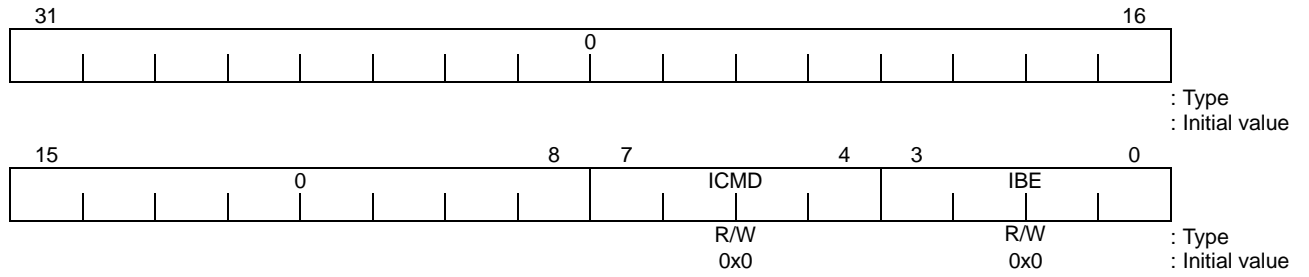 31 16
0
: Type
: Initial value
15 8 7 4 3 0
0 ICMD IBE
R/W R/W : Type
0x0 0x0 : Initial value